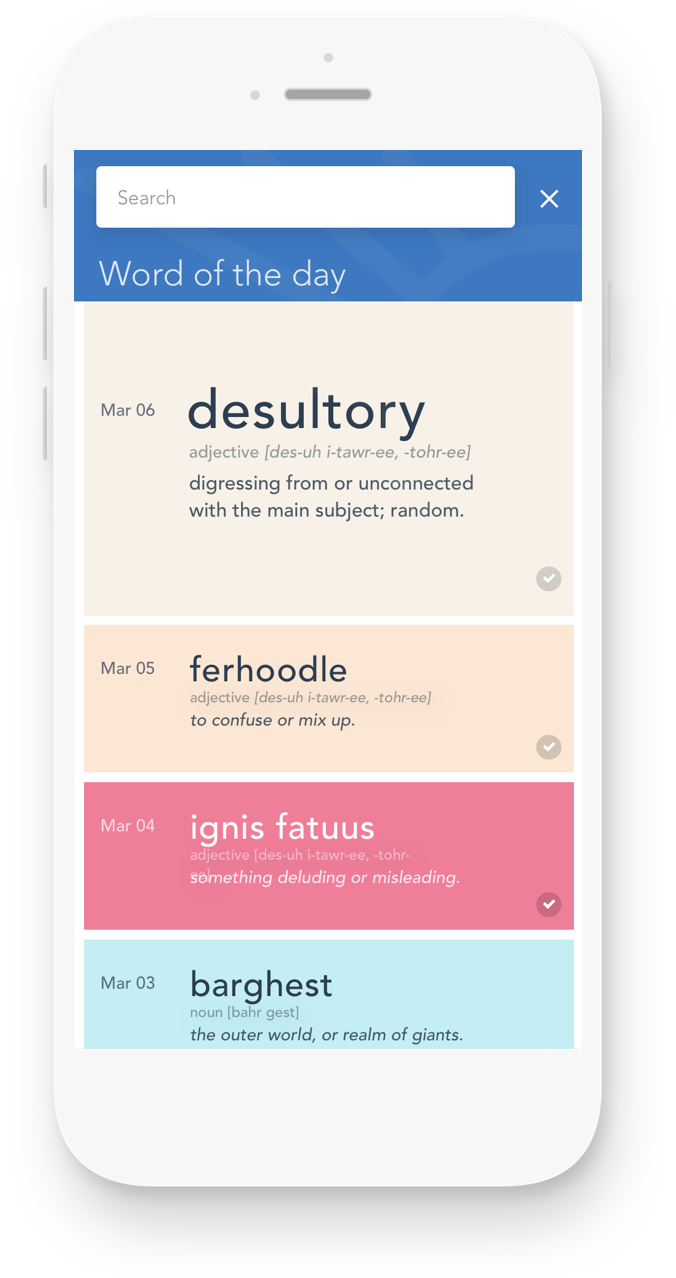 Search
Word of the day
Mar 06
desultory
adjective [des-uh i-tawr-ee, -tohr-ee]
digressing from or unconnected
with the main subject; random.
Mar 05
ferhoodle
adjective [des-uh i-tawr-ee, -tohr-ee]
to confuse or mix up.
Mar 04
ignis fatuus
adjective [des-uh i-tawr-ee, -tohr-
ee]
something deluding or misleading.
Mar 03
barghest
noun [bahr gest]
the outer world, or realm of giants.